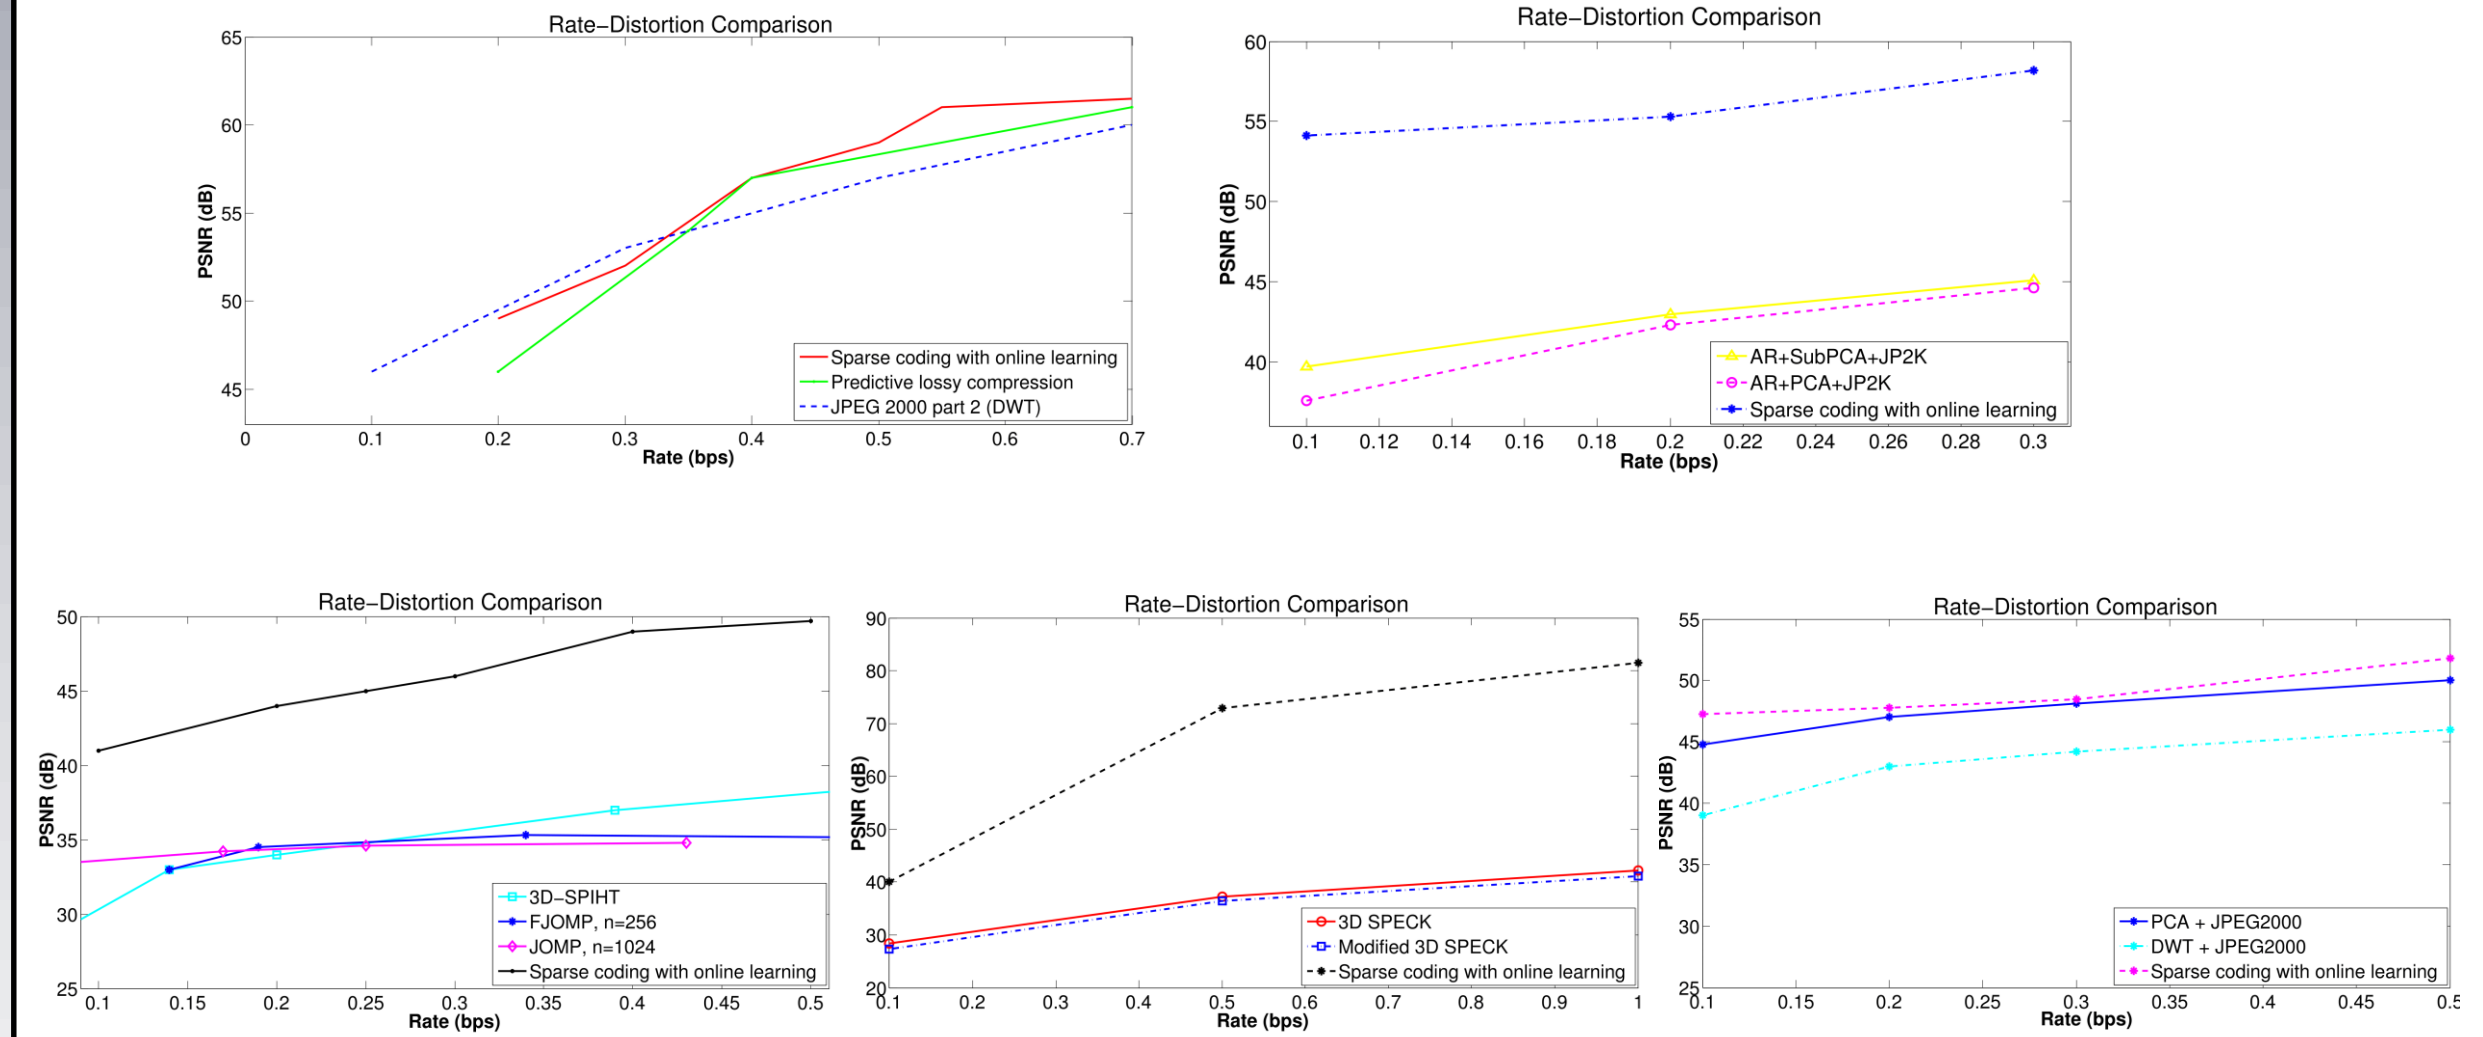 Rate−Distortion Comparison
65
60
55
50
45
PSNR (dB)
Sparse coding with online learning
Predictive lossy compression
JPEG 2000 part 2 (DWT)
0 0.1 0.2 0.3 0.4 0.5 0.6 0.7
Rate (bps)
Rate−Distortion Comparison
60
55
50
45
40
PSNR (dB)
AR+SubPCA+JP2K
AR+PCA+JP2K
Sparse coding with online learning
0.1 0.12 0.14 0.16 0.18 0.2 0.22 0.24 0.26 0.28 0.3
Rate (bps)
Rate−Distortion Comparison
50
45
40
35
30
25
PSNR (dB)
3D−SPIHT
FJOMP, n=256
JOMP, n=1024
Sparse coding with online learning
0.1 0.15 0.2 0.25 0.3 0.35 0.4 0.45 0.5
Rate (bps)
Rate−Distortion Comparison
90
80
70
60
50
40
30
20
PSNR (dB)
3D SPECK
Modified 3D SPECK
Sparse coding with online learning
0.1 0.2 0.3 0.4 0.5 0.6 0.7 0.8 0.9 1
Rate (bps)
Rate−Distortion Comparison
55
50
45
40
35
30
25
PSNR (dB)
PCA + JPEG2000
DWT + JPEG2000
Sparse coding with online learning
0.1 0.15 0.2 0.25 0.3 0.35 0.4 0.45 0.5
Rate (bps)